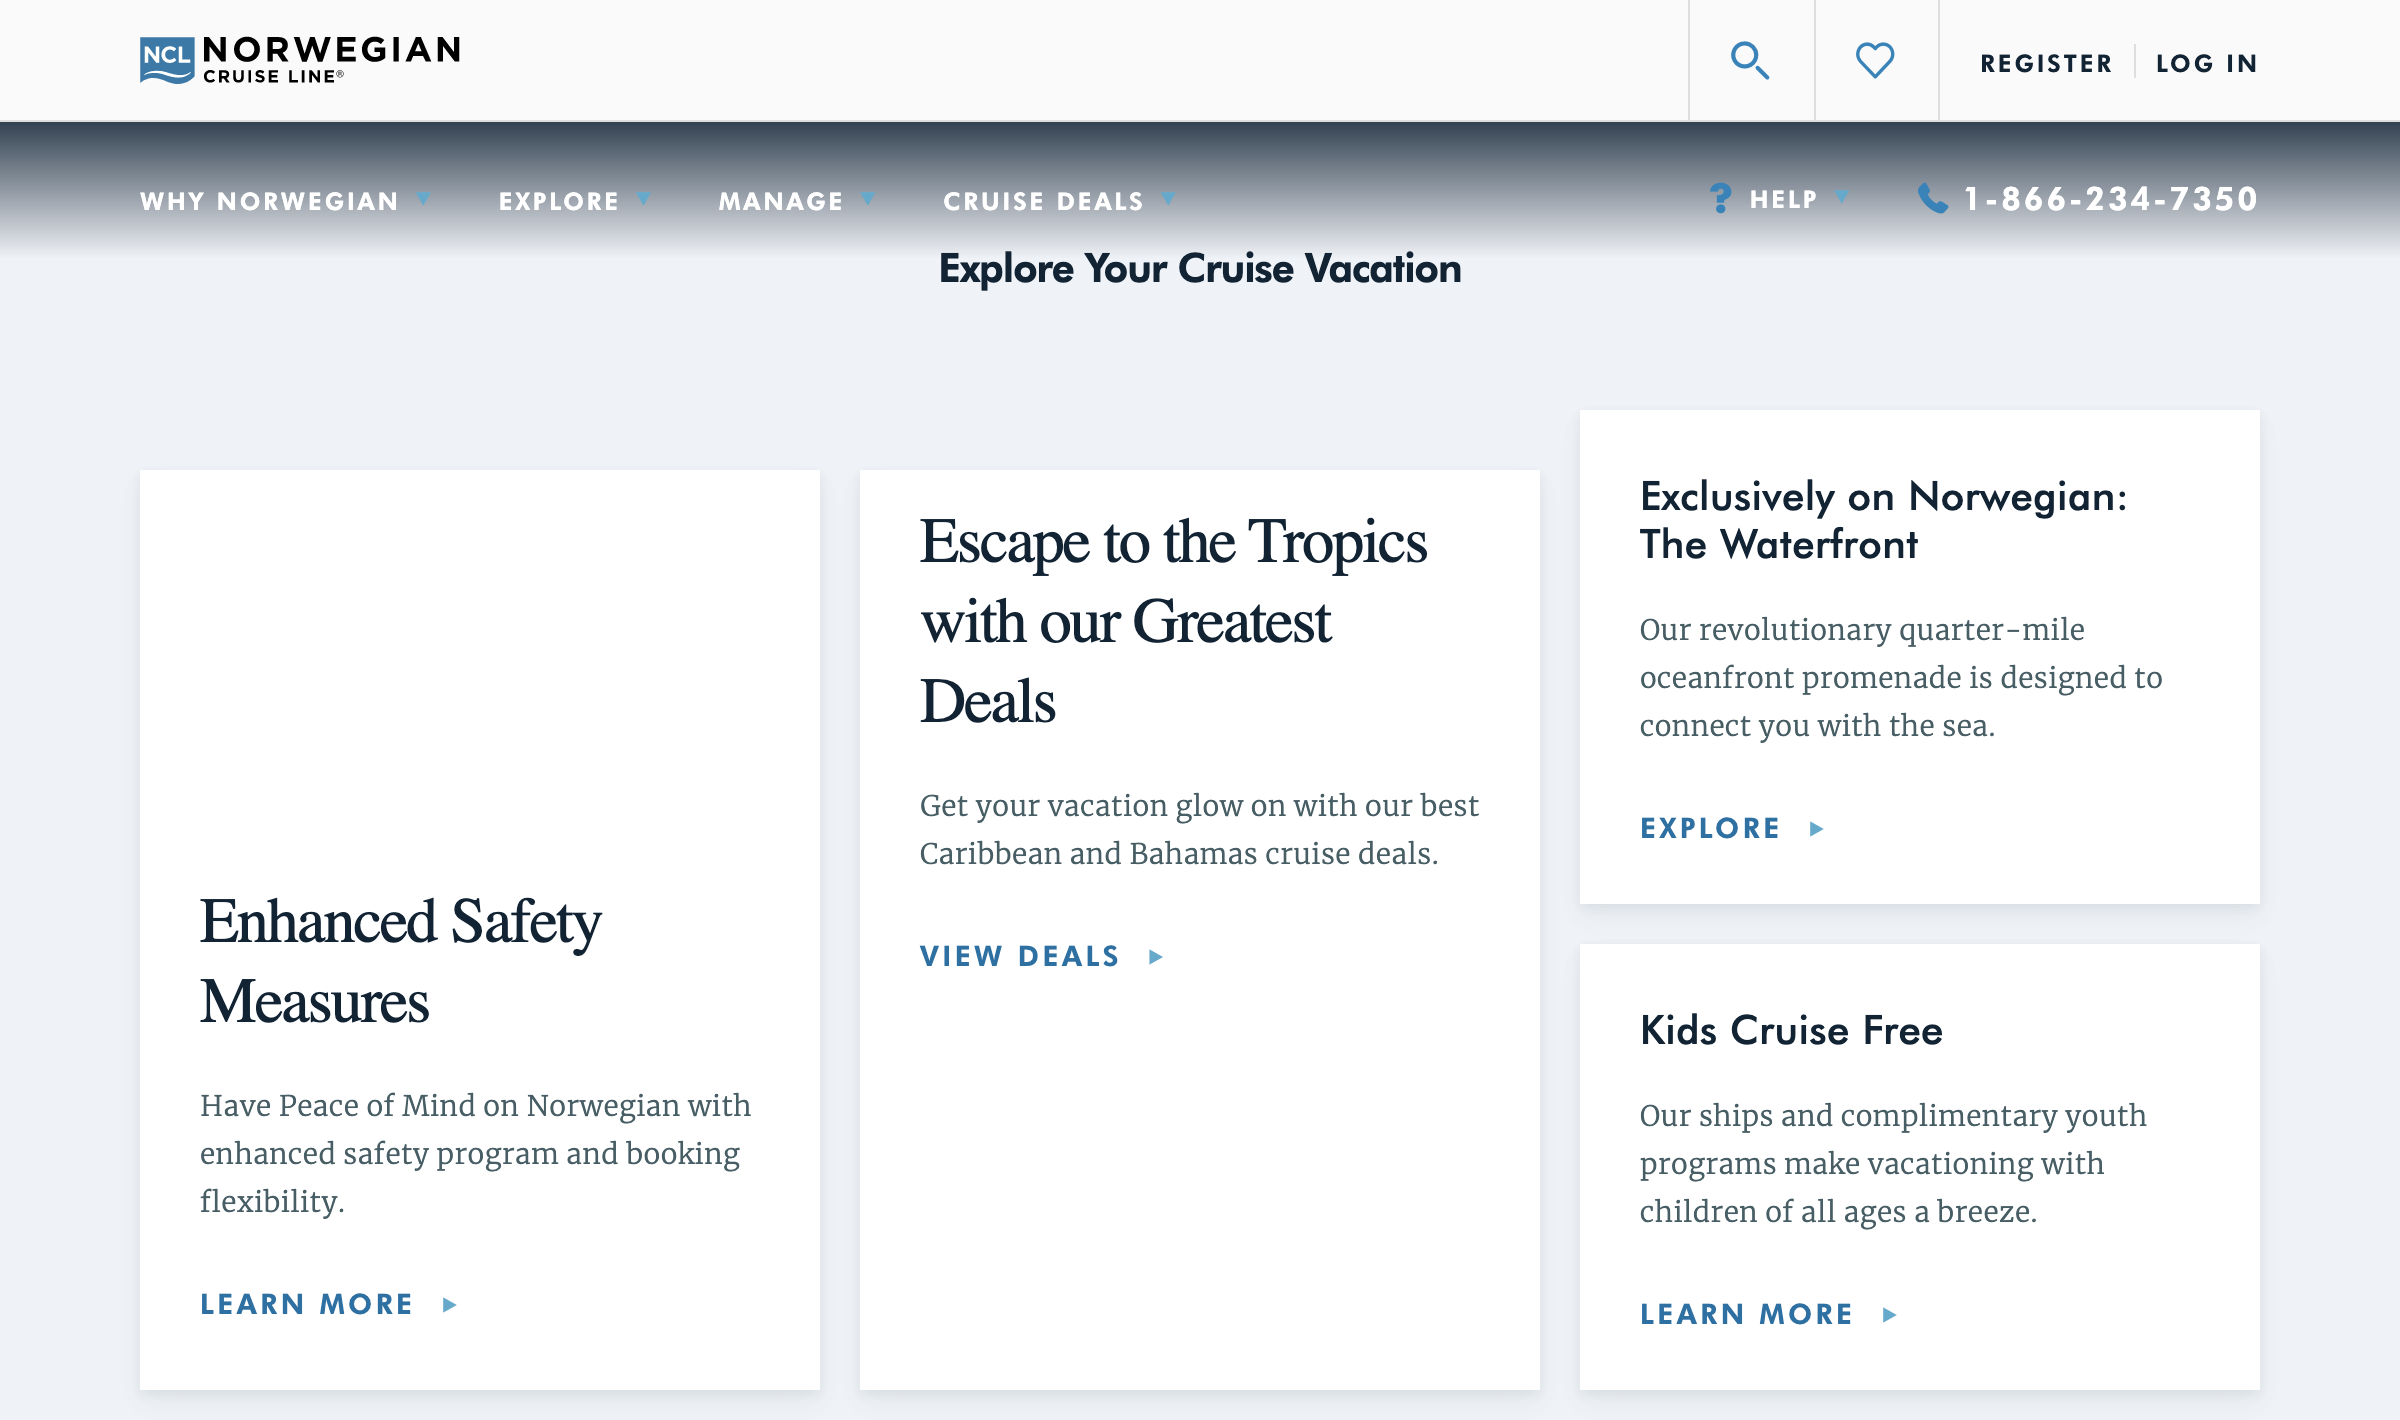 NCL NORWEGIAN
CRUISE LINE®
REGISTER LOG IN
WHY NORWEGIAN EXPLORE MANAGE CRUISE DEALS ? HELP 1-866-234-7350
Explore Your Cruise Vacation
Enhanced Safety
Measures
Have Peace of Mind on Norwegian with
enhanced safety program and booking
flexibility.
LEARN MORE
Escape to the Tropics
with our Greatest
Deals
Get your vacation glow on with our best
Caribbean and Bahamas cruise deals.
VIEW DEALS
Exclusively on Norwegian:
The Waterfront
Our revolutionary quarter-mile
oceanfront promenade is designed to
connect you with the sea.
EXPLORE
Kids Cruise Free
Our ships and complimentary youth
programs make vacationing with
children of all ages a breeze.
LEARN MORE